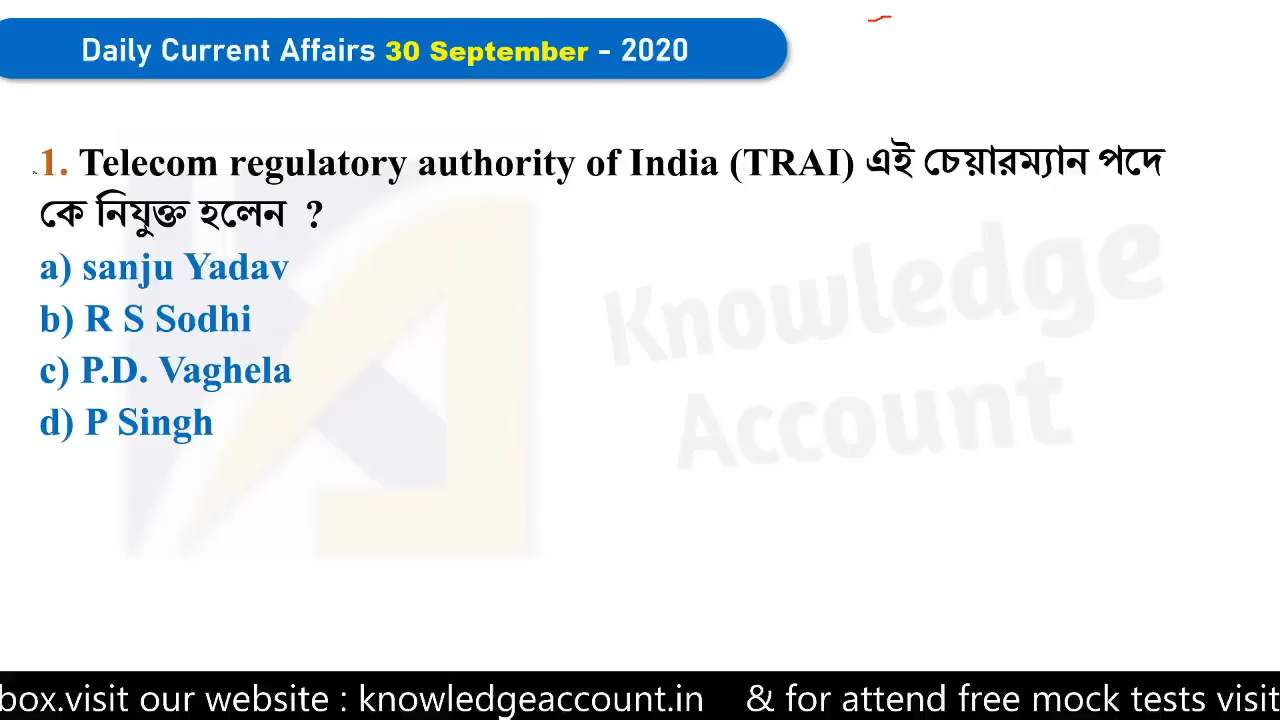 Daily Current Affairs 30 September - 2020
1. Telecom regulatory authority of India (TRAI) এই চেয়ারম্যান পদে
কে নিযুক্ত হলেন ?
a) sanju Yadav
b) R S Sodhi
c) P.D. Vaghela
d) P Singh
Knowledge
Account
box.visit our website : knowledgeaccount.in & for attend free mock tests visit